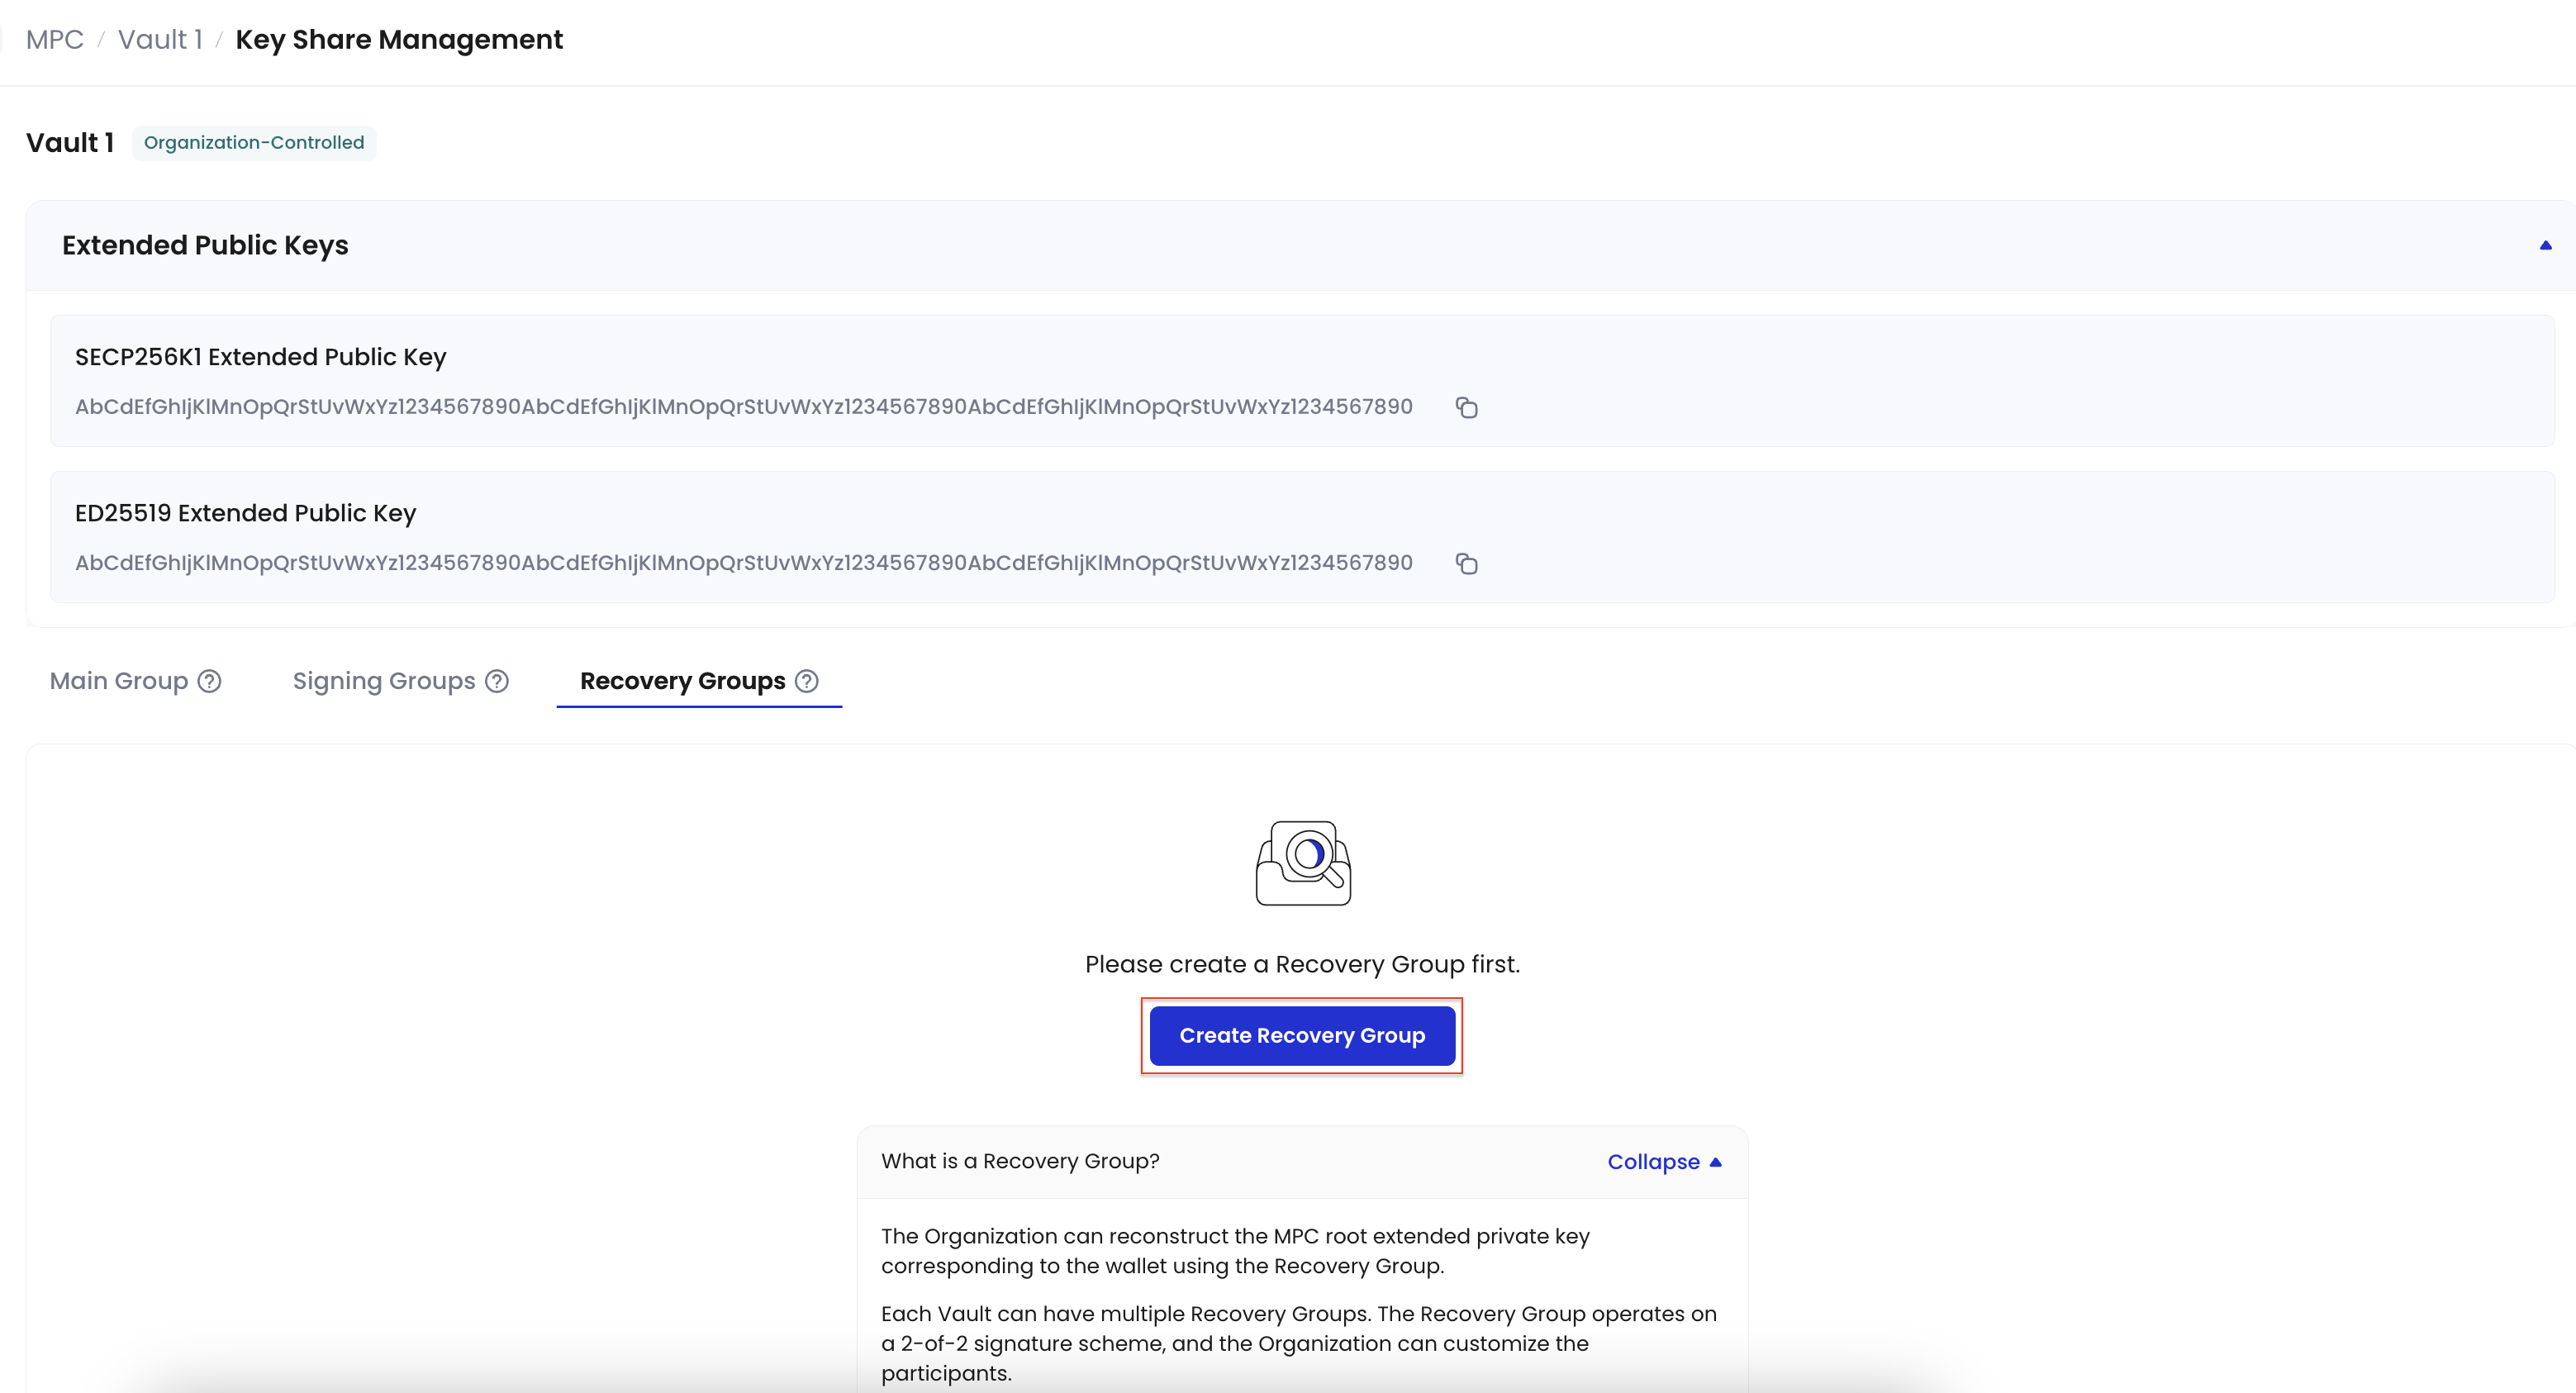 MPC / Vault 1 / Key Share Management
Vault 1 Organization-Controlled
Extended Public Keys
SECP256K1 Extended Public Key
AbCdEfGhIjKlMnOpQrStUvWxYz1234567890AbCdEfGhIjKlMnOpQrStUvWxYz1234567890AbCdEfGhIjKlMnOpQrStUvWxYz1234567890
ED25519 Extended Public Key
AbCdEfGhIjKlMnOpQrStUvWxYz1234567890AbCdEfGhIjKlMnOpQrStUvWxYz1234567890AbCdEfGhIjKlMnOpQrStUvWxYz1234567890
Main Group ? Signing Groups ? Recovery Groups ?
Please create a Recovery Group first.
Create Recovery Group
What is a Recovery Group? Collapse
The Organization can reconstruct the MPC root extended private key
corresponding to the wallet using the Recovery Group.
Each Vault can have multiple Recovery Groups. The Recovery Group operates on
a 2-of-2 signature scheme, and the Organization can customize the
participants.